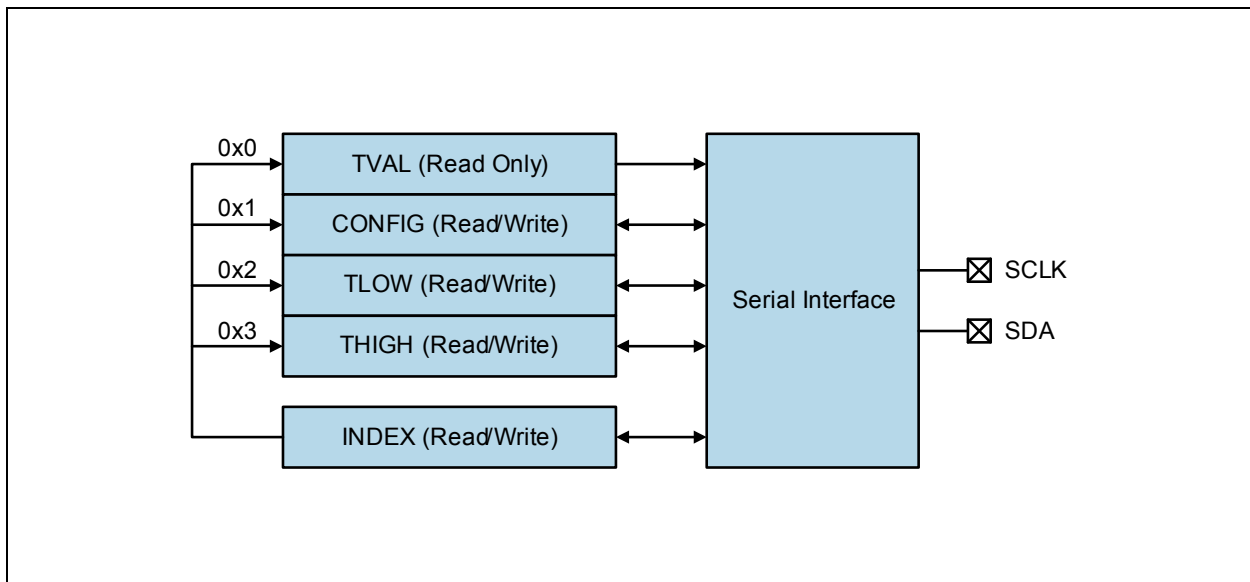 0x0
TVAL (Read Only)
0x1
CONFIG (Read/Write)
0x2
TLOW (Read/Write)
0x3
THIGH (Read/Write)
INDEX (Read/Write)
Serial Interface
SCLK
SDA